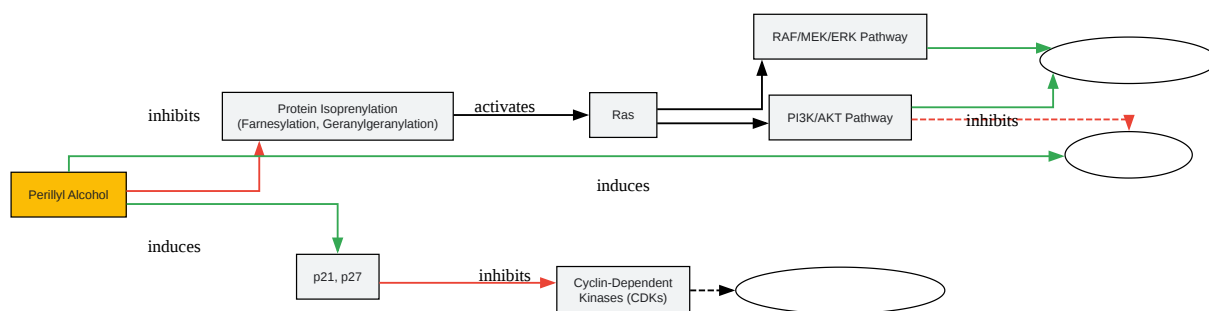 RAF/MEK/ERK Pathway
inhibits
Protein Isoprenylation
(Farnesylation, Geranylgeranylation)
activates
Ras
PI3K/AKT Pathway
inhibits
Perillyl Alcohol
induces
induces
p21, p27
inhibits
Cyclin-Dependent
Kinases (CDKs)